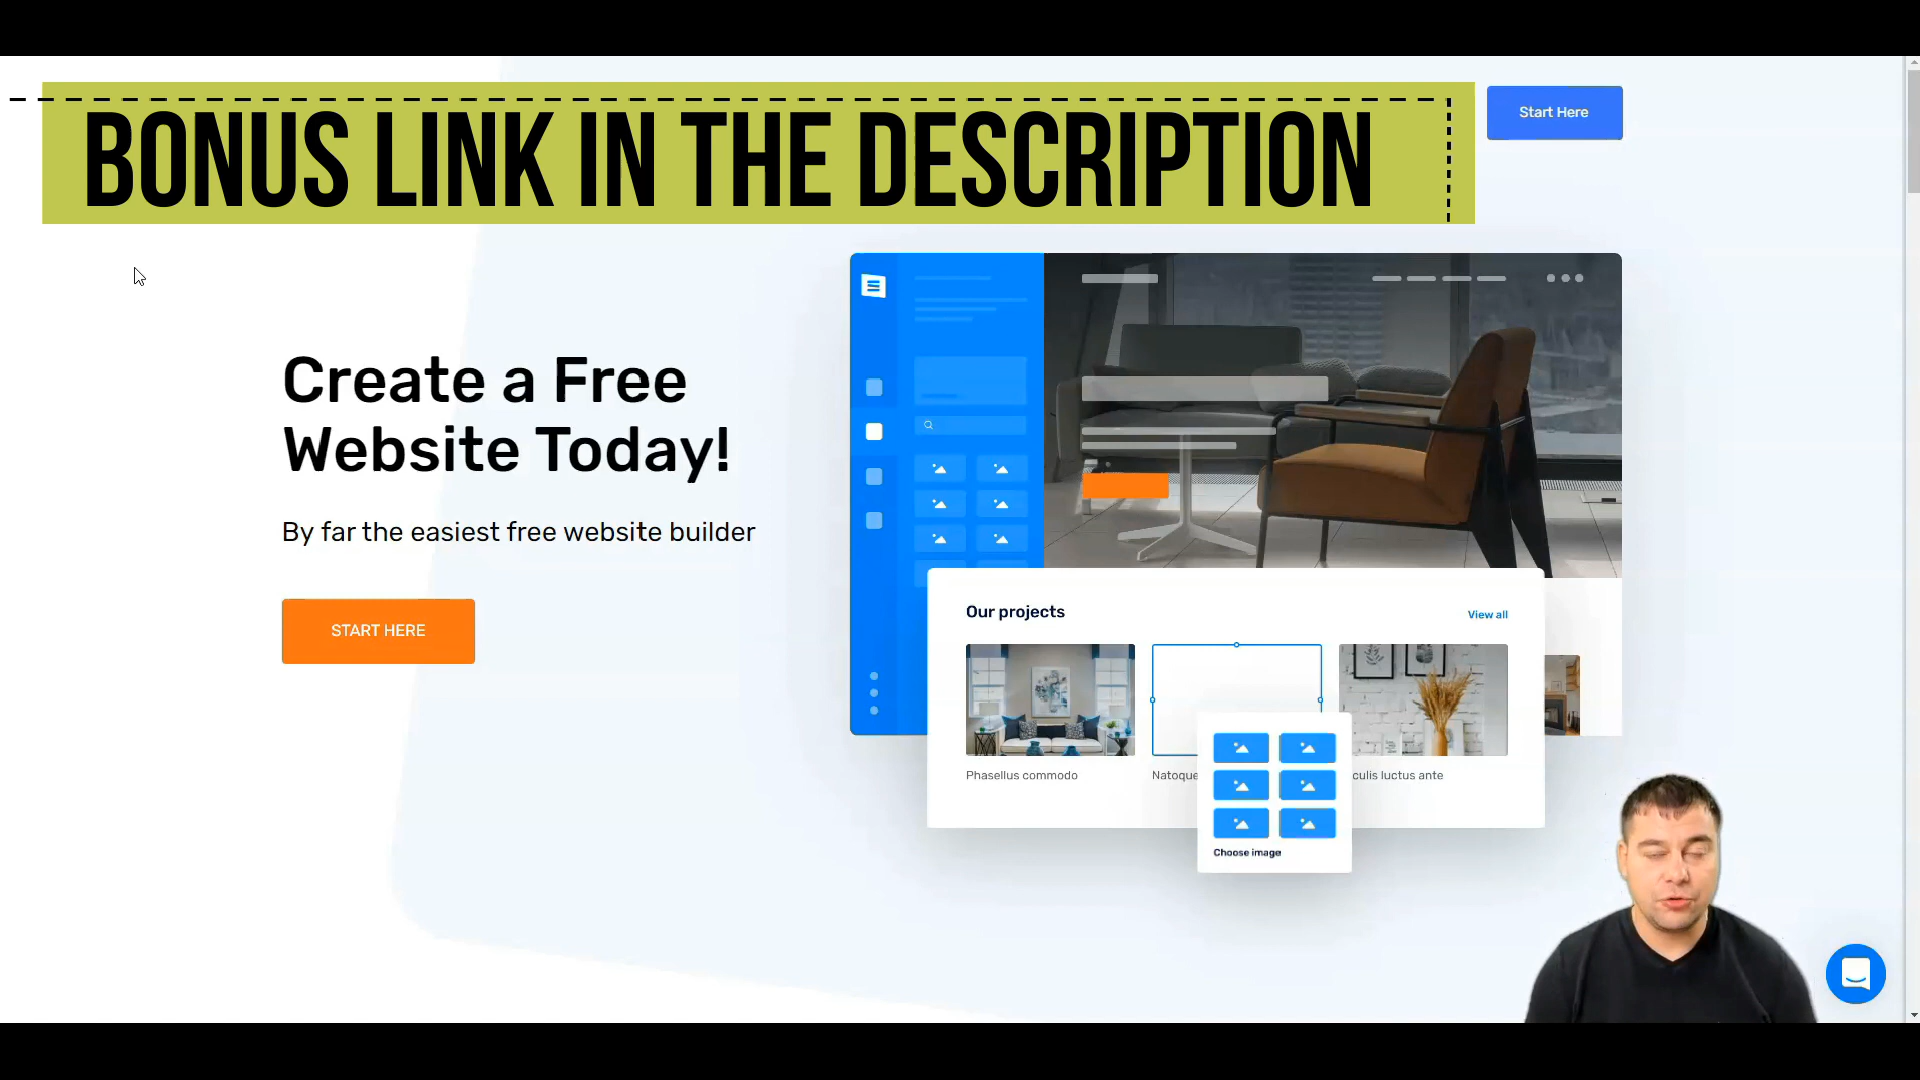 BONUS LINK IN THE DESCRIPTION
Start Here
Create a Free
Website Today!
By far the easiest free website builder
START HERE
Our projects
View all
Phasellus commodo
Natoque
culis luctus ante
Choose image